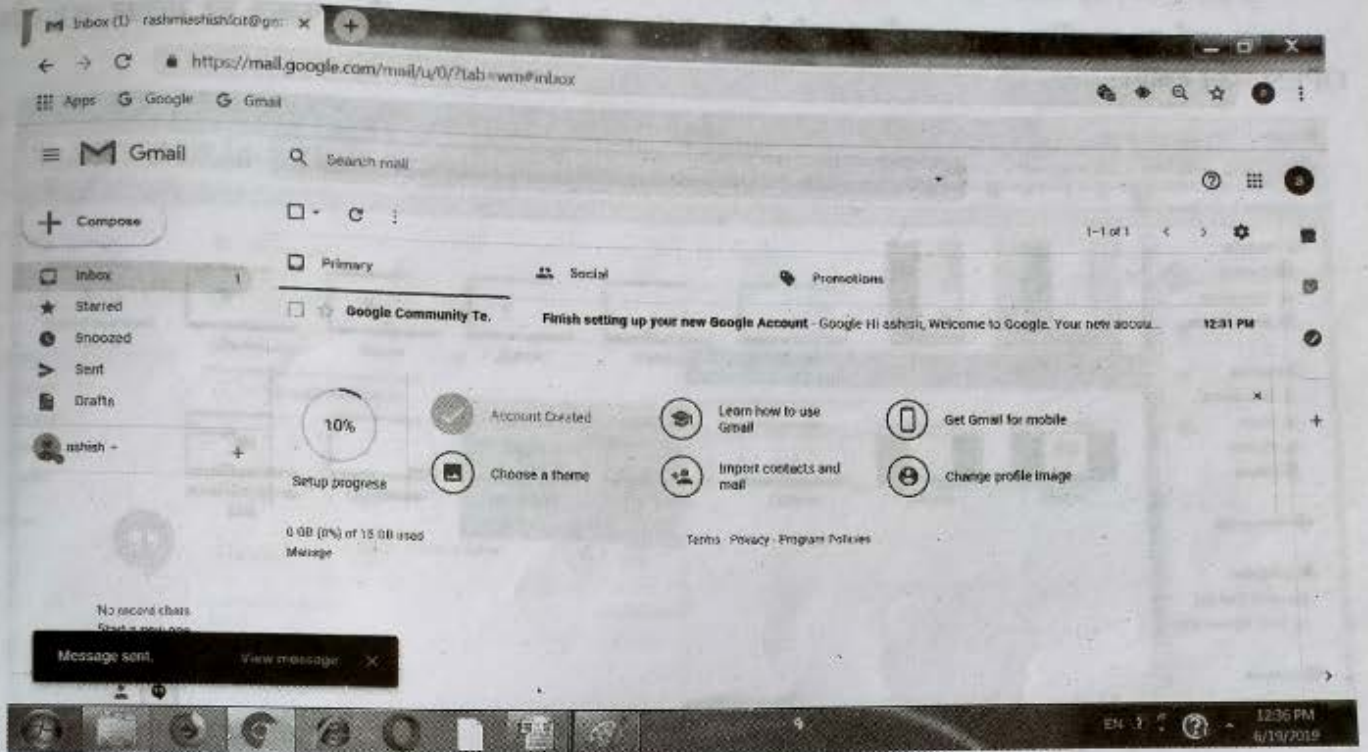 Inbox (1)
https://mail.google.com/mail/u/0/?tab=wm#inbox
Apps G Google G Gmail
Gmail
Search mail
Compose
1-1 of 1
Inbox 1
Primary
Social
Promotions
Starred
Google Community Te.
Finish setting up your new Google Account - Google Hi ashish, Welcome to Google. Your new accou...
12:31 PM
Snoozed
Sent
Drafts
10%
Setup progress
Account Created
Learn how to use
Gmail
Get Gmail for mobile
Choose a theme
Import contacts and
mail
Change profile image
0 GB (0%) of 15 GB used
Manage
Terms - Privacy - Program Policies
No recent chats
Start a new one
Message sent.
View message
EN
12:36 PM
6/19/2019